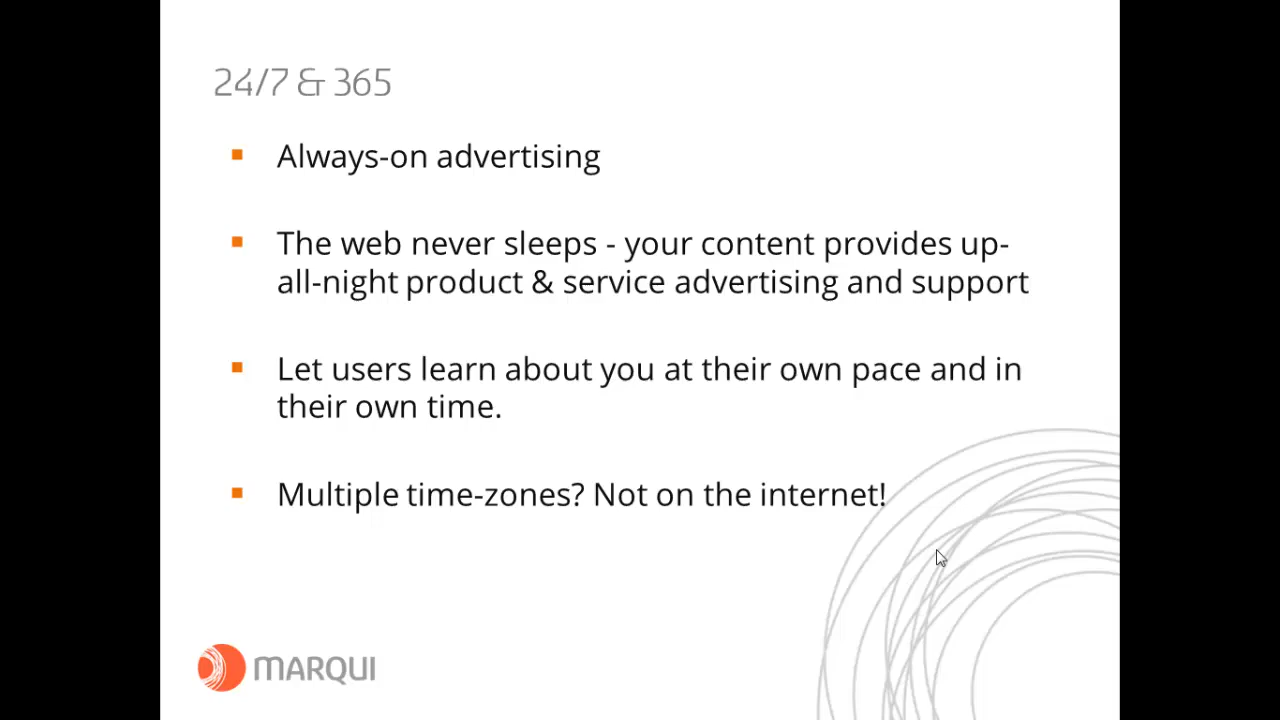 24/7 & 365
Always-on advertising
The web never sleeps - your content provides up-
all-night product & service advertising and support
Let users learn about you at their own pace and in
their own time.
Multiple time-zones? Not on the internet!
MARQUI